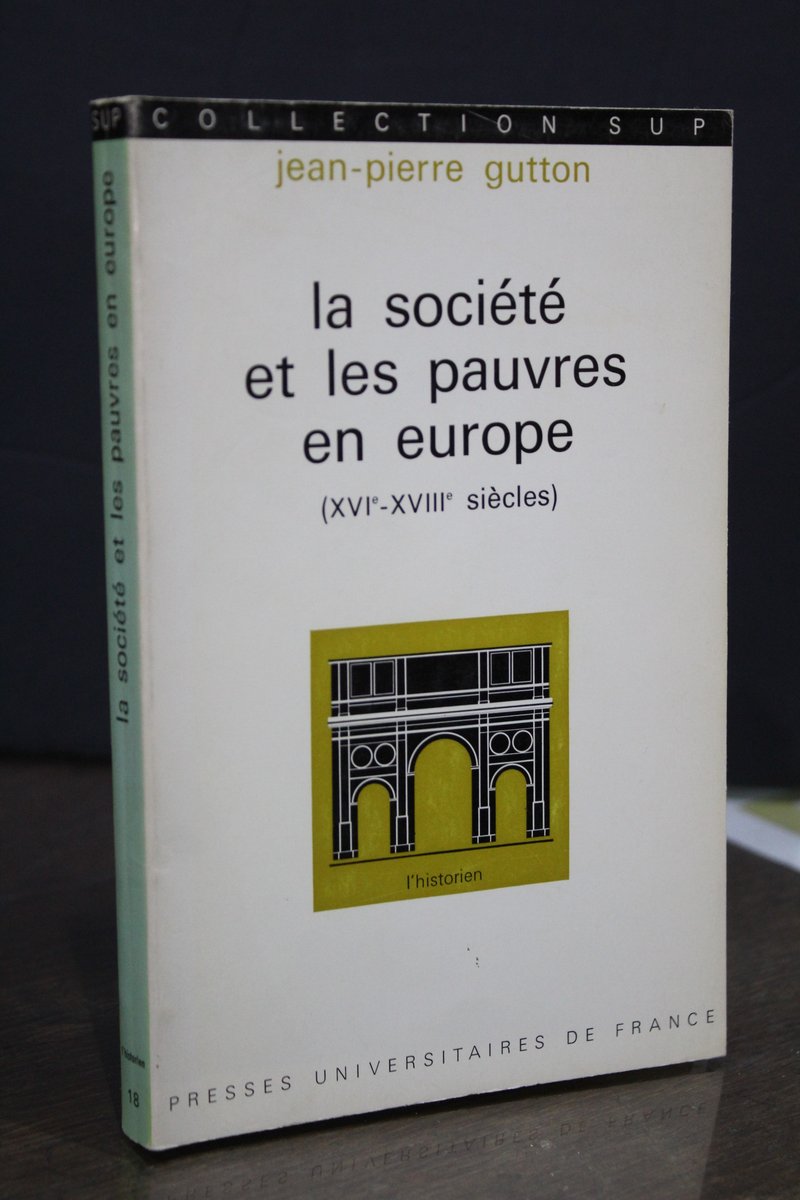 COLLECTION SUP
jean-pierre gutton
la société
et les pauvres
en europe
(XVIe-XVIIIe siècles)
l'historien
PRESSES UNIVERSITAIRES DE FRANCE
SUP
la société et les pauvres en europe
l'historien
18